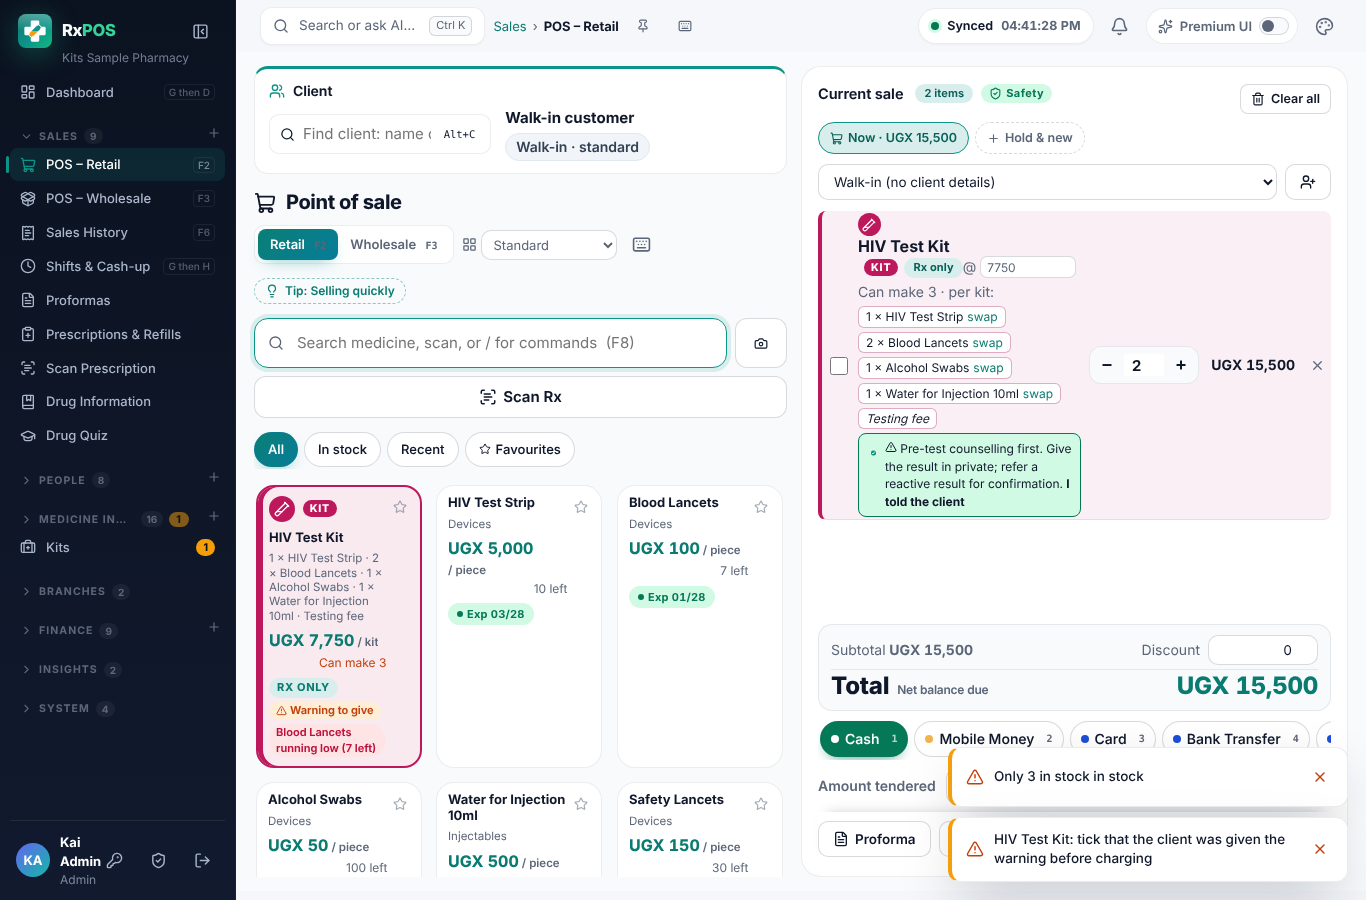 RxPOS
Kits Sample Pharmacy
Dashboard
G then D
SALES 9
POS – Retail
F2
POS – Wholesale
F3
Sales History
F6
Shifts & Cash-up
G then H
Proformas
Prescriptions & Refills
Scan Prescription
Drug Information
Drug Quiz
PEOPLE 8
MEDICINE IN... 16 1
Kits
1
BRANCHES 2
FINANCE 9
INSIGHTS 2
SYSTEM 4
KA
Kai
Admin
Admin
Search or ask AI...
Ctrl K
Sales › POS – Retail
Synced 04:41:28 PM
Premium UI
Client
Find client: name
Alt+C
Walk-in customer
Walk-in · standard
Point of sale
Retail F2
Wholesale F3
Standard
Tip: Selling quickly
Search medicine, scan, or / for commands (F8)
Scan Rx
All
In stock
Recent
Favourites
KIT
HIV Test Kit
1 × HIV Test Strip · 2
× Blood Lancets · 1 ×
Alcohol Swabs · 1 ×
Water for Injection
10ml · Testing fee
UGX 7,750 / kit
Can make 3
RX ONLY
Warning to give
Blood Lancets
running low (7 left)
HIV Test Strip
Devices
UGX 5,000
/ piece
10 left
Exp 03/28
Blood Lancets
Devices
UGX 100 / piece
7 left
Exp 01/28
Alcohol Swabs
Devices
UGX 50 / piece
100 left
Water for Injection
10ml
Injectables
UGX 500 / piece
Safety Lancets
Devices
UGX 150 / piece
30 left
Current sale
2 items
Safety
Clear all
Now · UGX 15,500
Hold & new
Walk-in (no client details)
HIV Test Kit
KIT
Rx only
@ 7750
Can make 3 · per kit:
1 × HIV Test Strip swap
2 × Blood Lancets swap
1 × Alcohol Swabs swap
1 × Water for Injection 10ml swap
Testing fee
Pre-test counselling first. Give
the result in private; refer a
reactive result for confirmation. I
told the client
− 2 +
UGX 15,500
×
Subtotal UGX 15,500
Discount 0
Total Net balance due
UGX 15,500
Cash 1
Mobile Money 2
Card 3
Bank Transfer 4
Amount tendered
Proforma
Only 3 in stock in stock
HIV Test Kit: tick that the client was given the
warning before charging